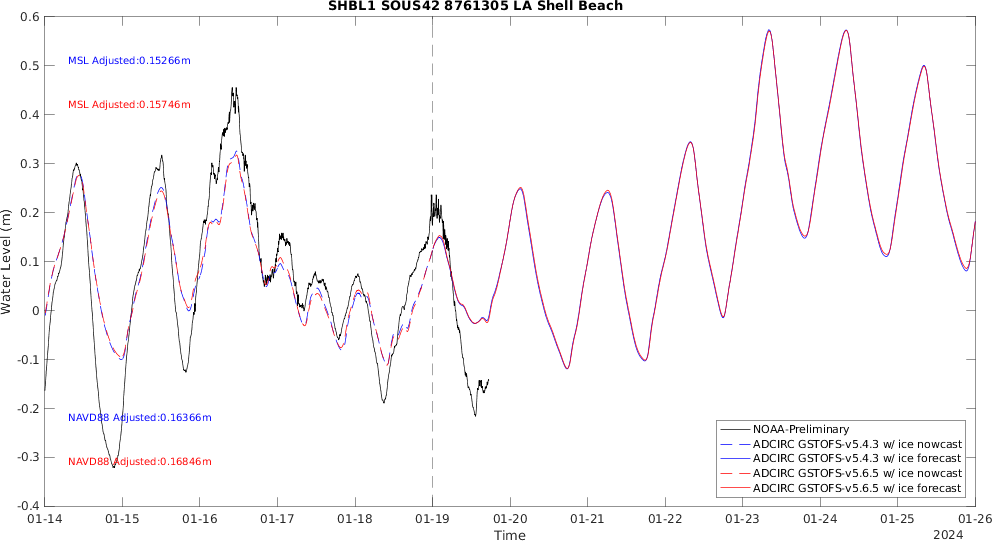 SHBL1 SOUS42 8761305 LA Shell Beach
0.6
0.5
0.4
0.3
0.2
0.1
0
-0.1
-0.2
-0.3
-0.4
Water Level (m)
MSL Adjusted:0.15266m
MSL Adjusted:0.15746m
NAVD88 Adjusted:0.16366m
NAVD88 Adjusted:0.16846m
NOAA-Preliminary
ADCIRC GSTOFS-v5.4.3 w/ ice nowcast
ADCIRC GSTOFS-v5.4.3 w/ ice forecast
ADCIRC GSTOFS-v5.6.5 w/ ice nowcast
ADCIRC GSTOFS-v5.6.5 w/ ice forecast
01-14 01-15 01-16 01-17 01-18 01-19 01-20 01-21 01-22 01-23 01-24 01-25 01-26
Time
2024